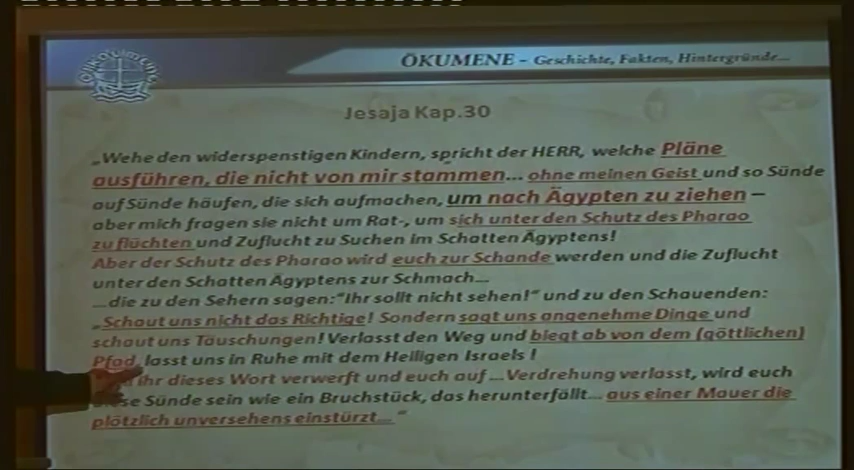 Ökoumene
ÖKUMENE – Geschichte, Fakten, Hintergründe...
Jesaja Kap.30
„Wehe den widerspenstigen Kindern, spricht der HERR, welche Pläne
ausführen, die nicht von mir stammen... ohne meinen Geist und so Sünde
auf Sünde häufen, die sich aufmachen, um nach Ägypten zu ziehen –
aber mich fragen sie nicht um Rat-, um sich unter den Schutz des Pharao
zu flüchten und Zuflucht zu Suchen im Schatten Ägyptens!
Aber der Schutz des Pharao wird euch zur Schande werden und die Zuflucht
unter den Schatten Ägyptens zur Schmach...
...die zu den Sehern sagen:"Ihr sollt nicht sehen!" und zu den Schauenden:
„Schaut uns nicht das Richtige! Sondern sagt uns angenehme Dinge und
schaut uns Täuschungen! Verlasst den Weg und biegt ab von dem (göttlichen)
Pfad, lasst uns in Ruhe mit dem Heiligen Israels !
ihr dieses Wort verwerft und euch auf ... Verdrehung verlasst, wird euch
diese Sünde sein wie ein Bruchstück, das herunterfällt... aus einer Mauer die
plötzlich unversehens einstürzt... "